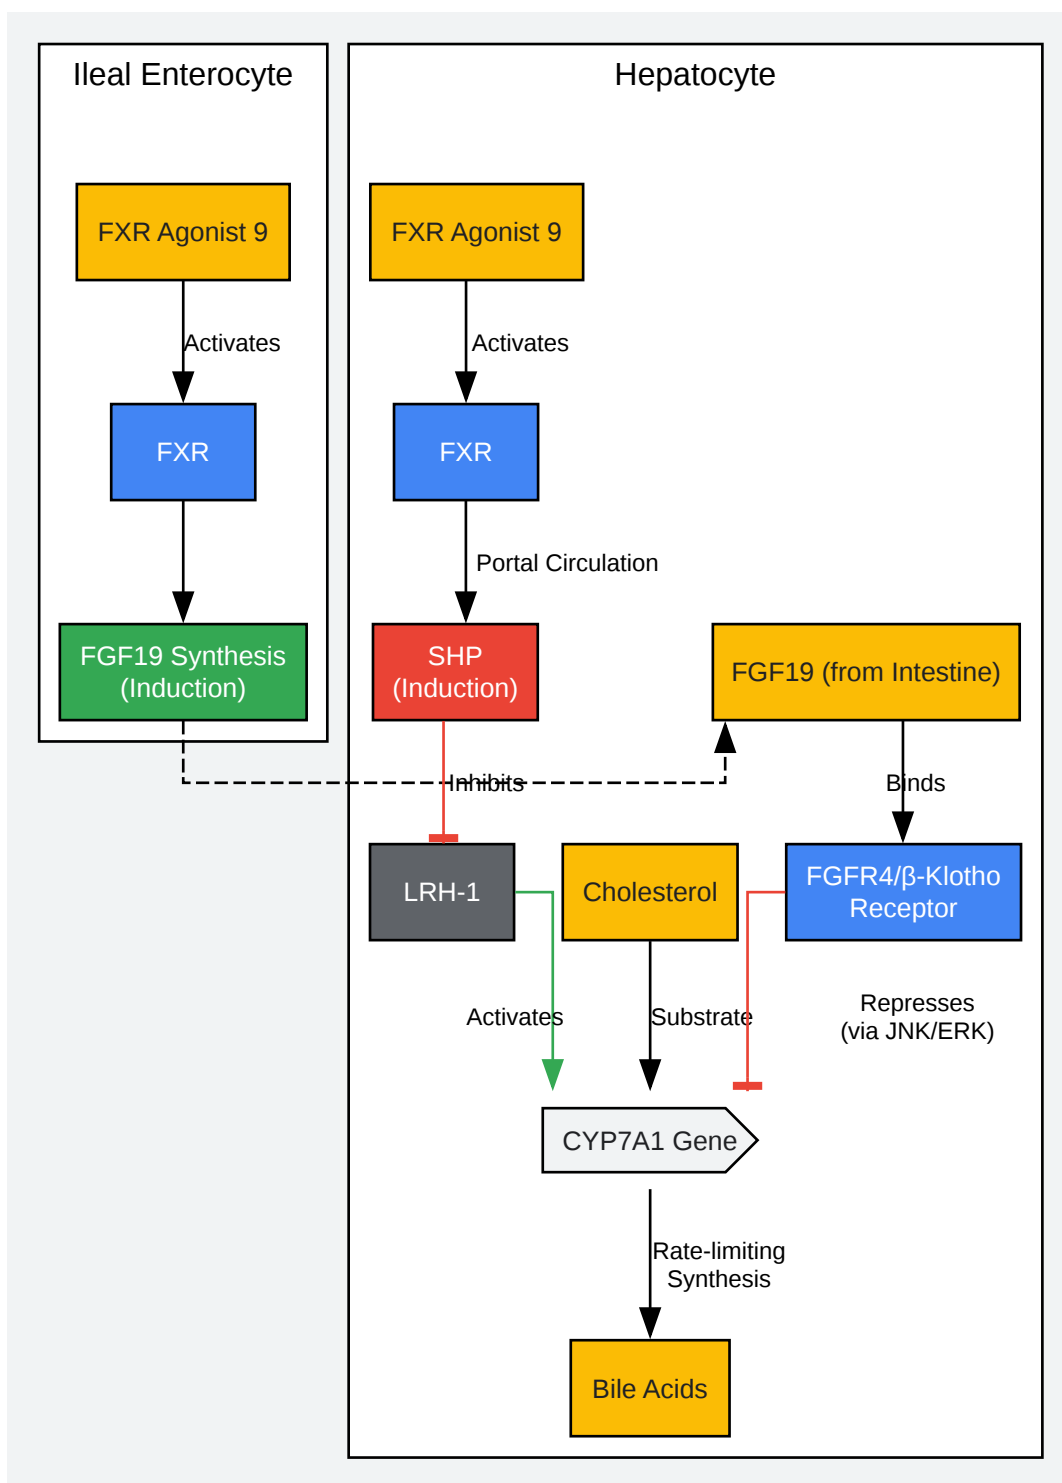 Ileal Enterocyte
Hepatocyte
FXR Agonist 9
FXR Agonist 9
Activates
Activates
FXR
FXR
Portal Circulation
FGF19 Synthesis
(Induction)
SHP
(Induction)
FGF19 (from Intestine)
Inhibits
Binds
LRH-1
Cholesterol
FGFR4/β-Klotho
Receptor
Activates
Substrate
Represses
(via JNK/ERK)
CYP7A1 Gene
Rate-limiting
Synthesis
Bile Acids